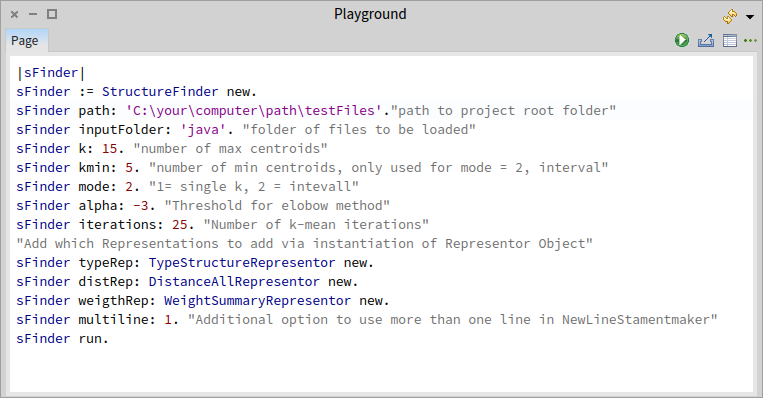 Playground
Page
|sFinder|
sFinder := StructureFinder new.
sFinder path: 'C:\your\computer\path\testFiles'."path to project root folder"
sFinder inputFolder: 'java'. "folder of files to be loaded"
sFinder k: 15. "number of max centroids"
sFinder kmin: 5. "number of min centroids, only used for mode = 2, interval"
sFinder mode: 2. "1= single k, 2 = intevall"
sFinder alpha: -3. "Threshold for elobow method"
sFinder iterations: 25. "Number of k-mean iterations"
"Add which Representations to add via instantiation of Representor Object"
sFinder typeRep: TypeStructureRepresentor new.
sFinder distRep: DistanceAllRepresentor new.
sFinder weigthRep: WeightSummaryRepresentor new.
sFinder multiline: 1. "Additional option to use more than one line in NewLineStamentmaker"
sFinder run.